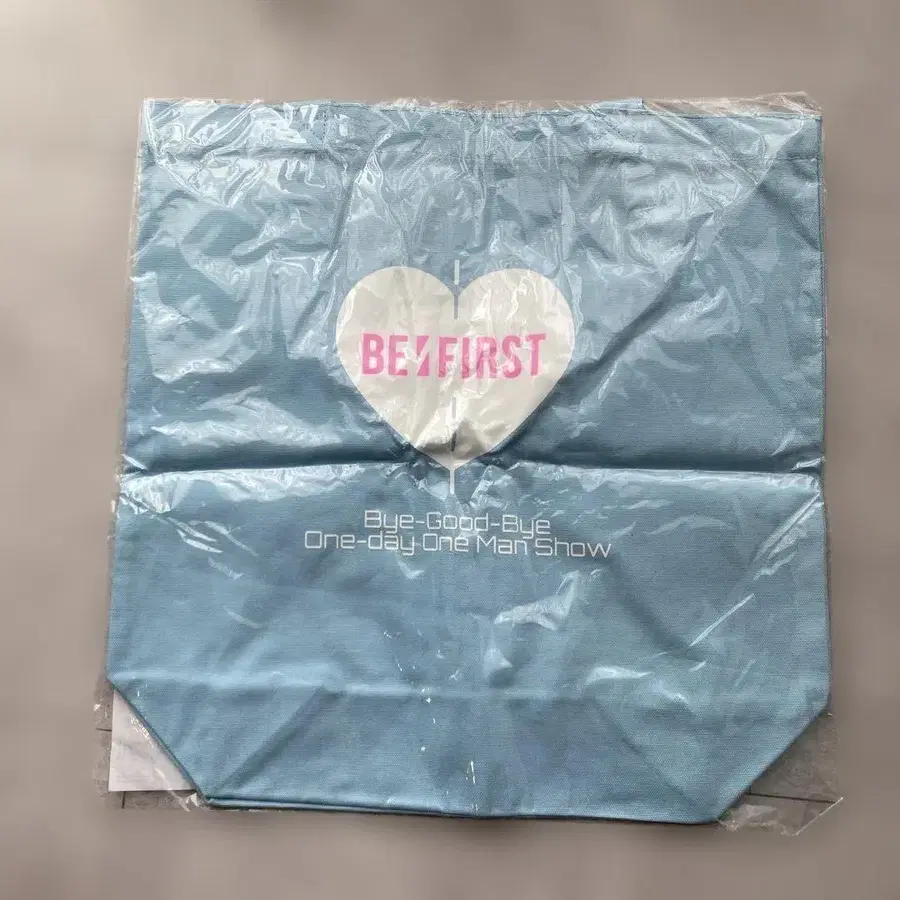 BE:FIRST
Bye-Good-Bye
One-day One Man Show